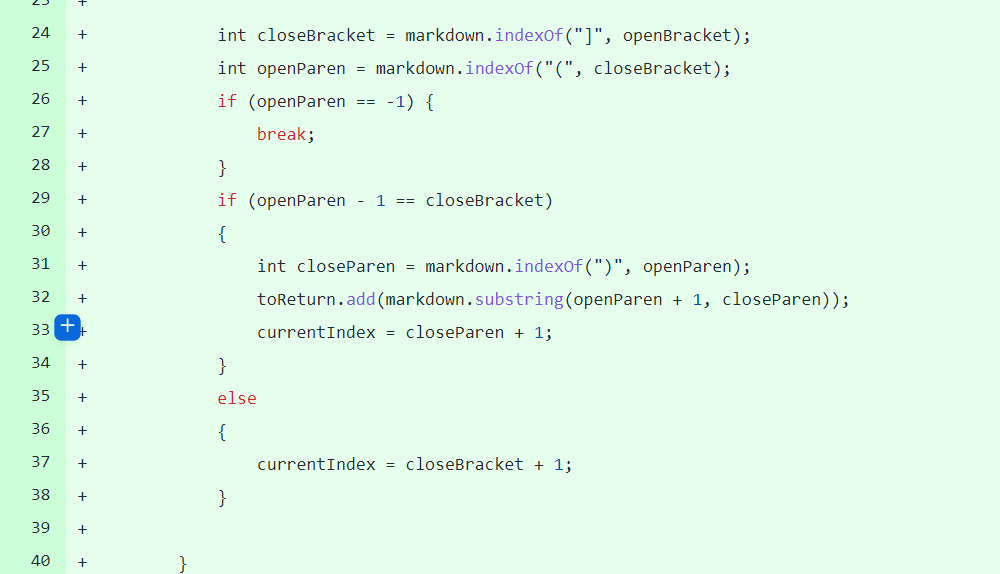 23 +
24 + int closeBracket = markdown.indexOf("]", openBracket);
25 + int openParen = markdown.indexOf("(", closeBracket);
26 + if (openParen == -1) {
27 + break;
28 + }
29 + if (openParen - 1 == closeBracket)
30 + {
31 + int closeParen = markdown.indexOf(")", openParen);
32 + toReturn.add(markdown.substring(openParen + 1, closeParen));
33 + currentIndex = closeParen + 1;
34 + }
35 + else
36 + {
37 + currentIndex = closeBracket + 1;
38 + }
39 +
40 + }